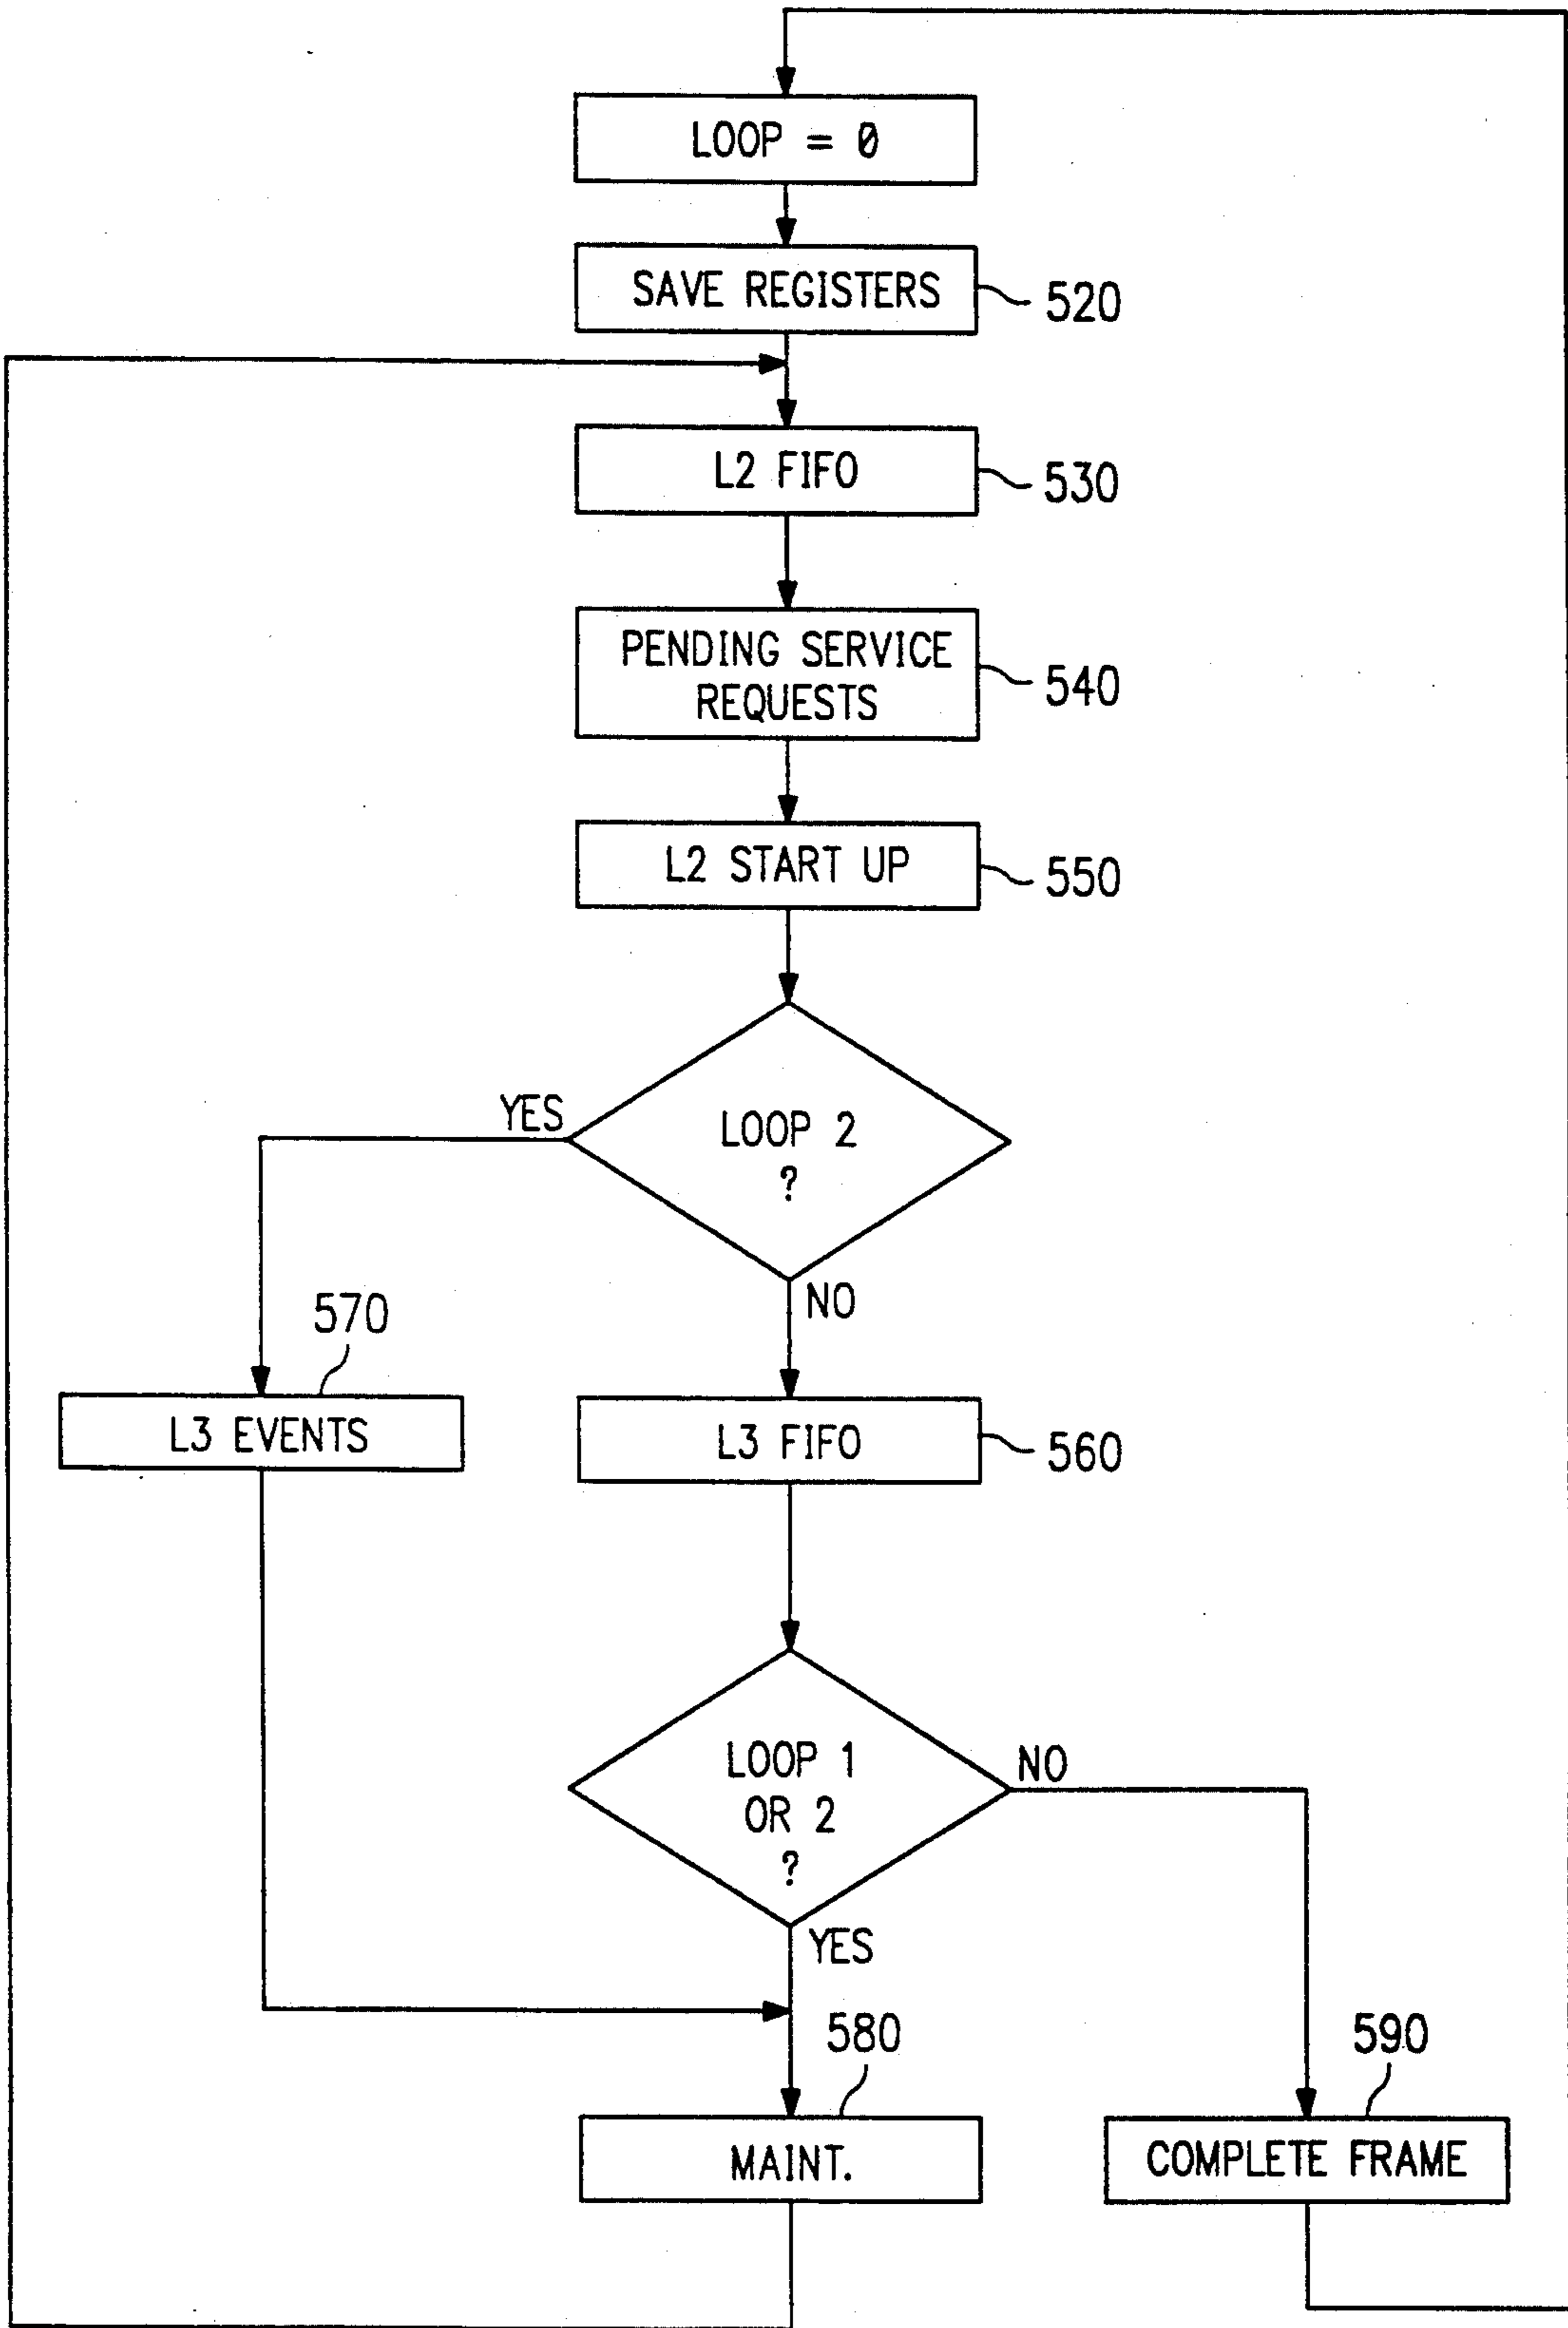 LOOP = 0
SAVE REGISTERS
520
L2 FIFO
530
PENDING SERVICE
REQUESTS
540
L2 START UP
550
YES
LOOP 2
?
NO
570
L3 EVENTS
L3 FIFO
560
LOOP 1
OR 2
?
NO
YES
580
590
MAINT.
COMPLETE FRAME